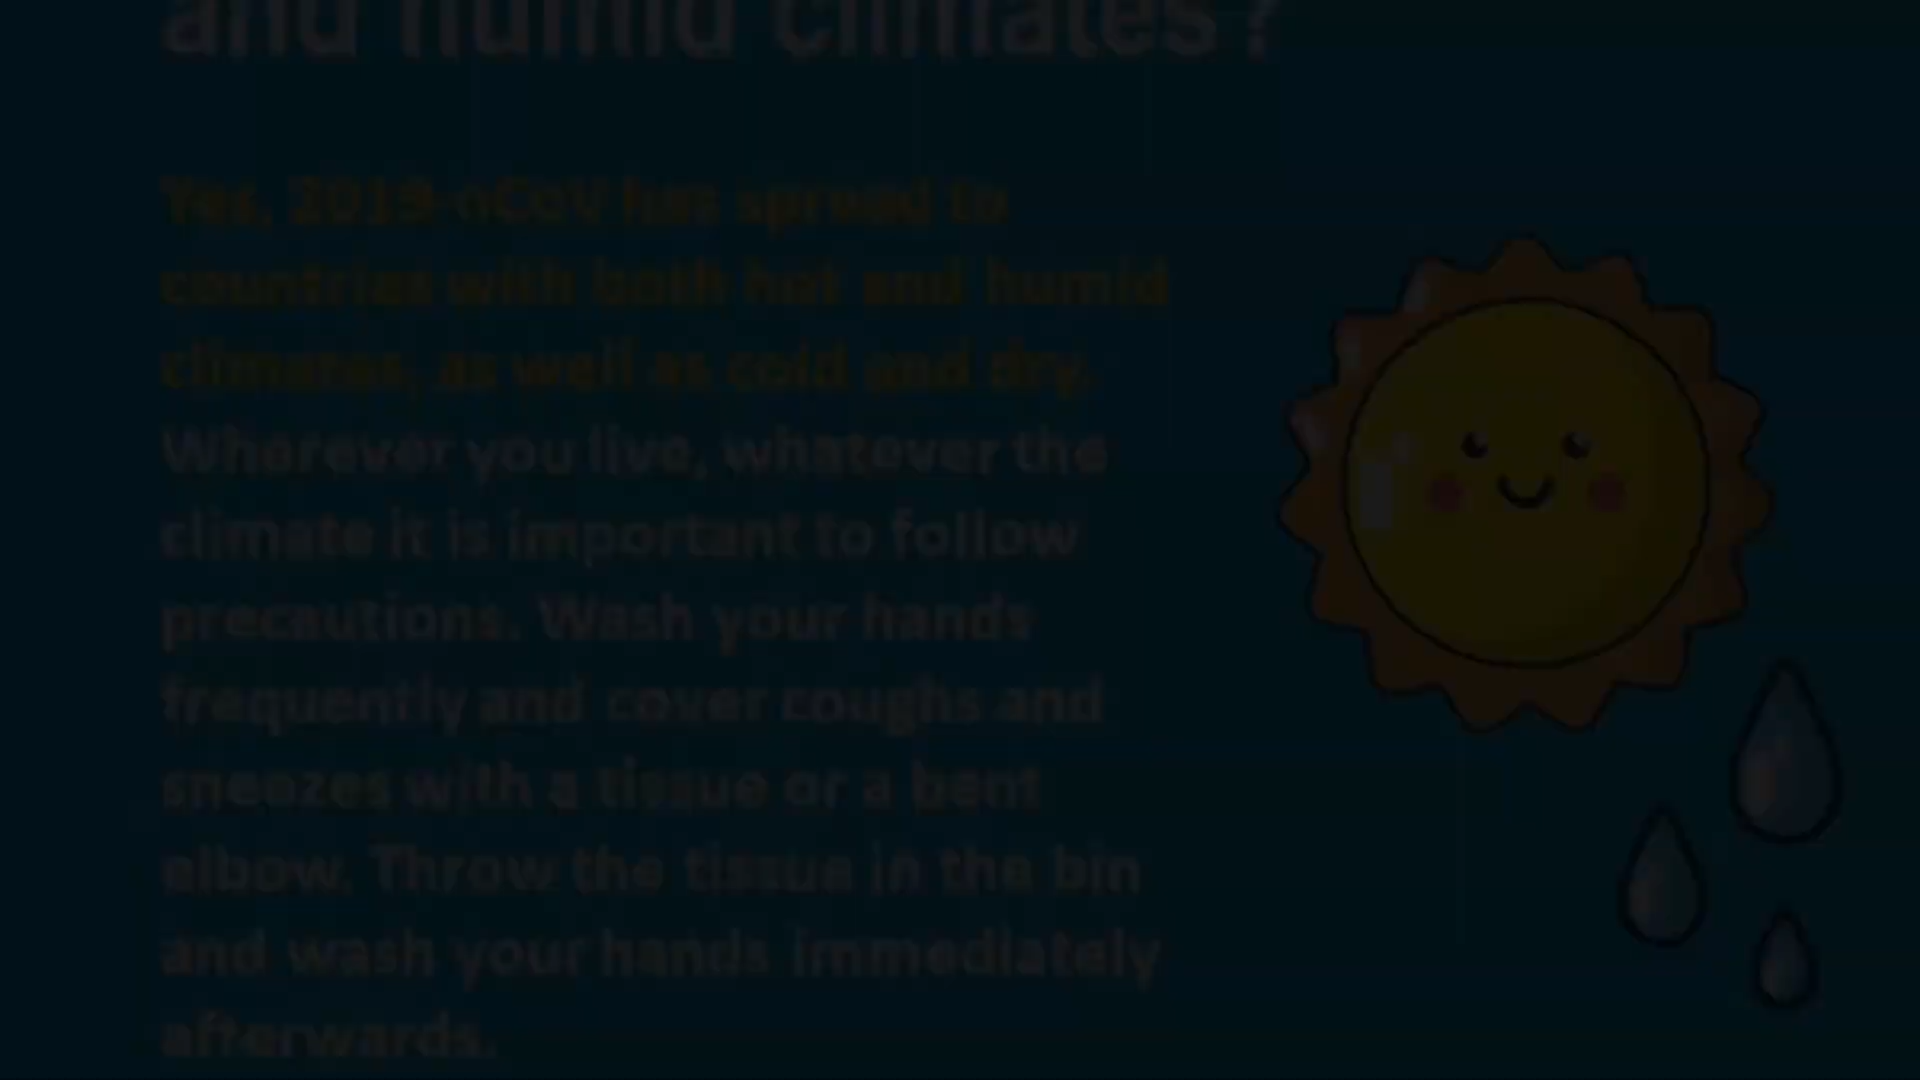 and humid climates?
Yes, 2019-nCoV has spread to
countries with both hot and humid
climates, as well as cold and dry.
Wherever you live, whatever the
climate it is important to follow
precautions. Wash your hands
frequently and cover coughs and
sneezes with a tissue or a bent
elbow. Throw the tissue in the bin
and wash your hands immediately
afterwards.